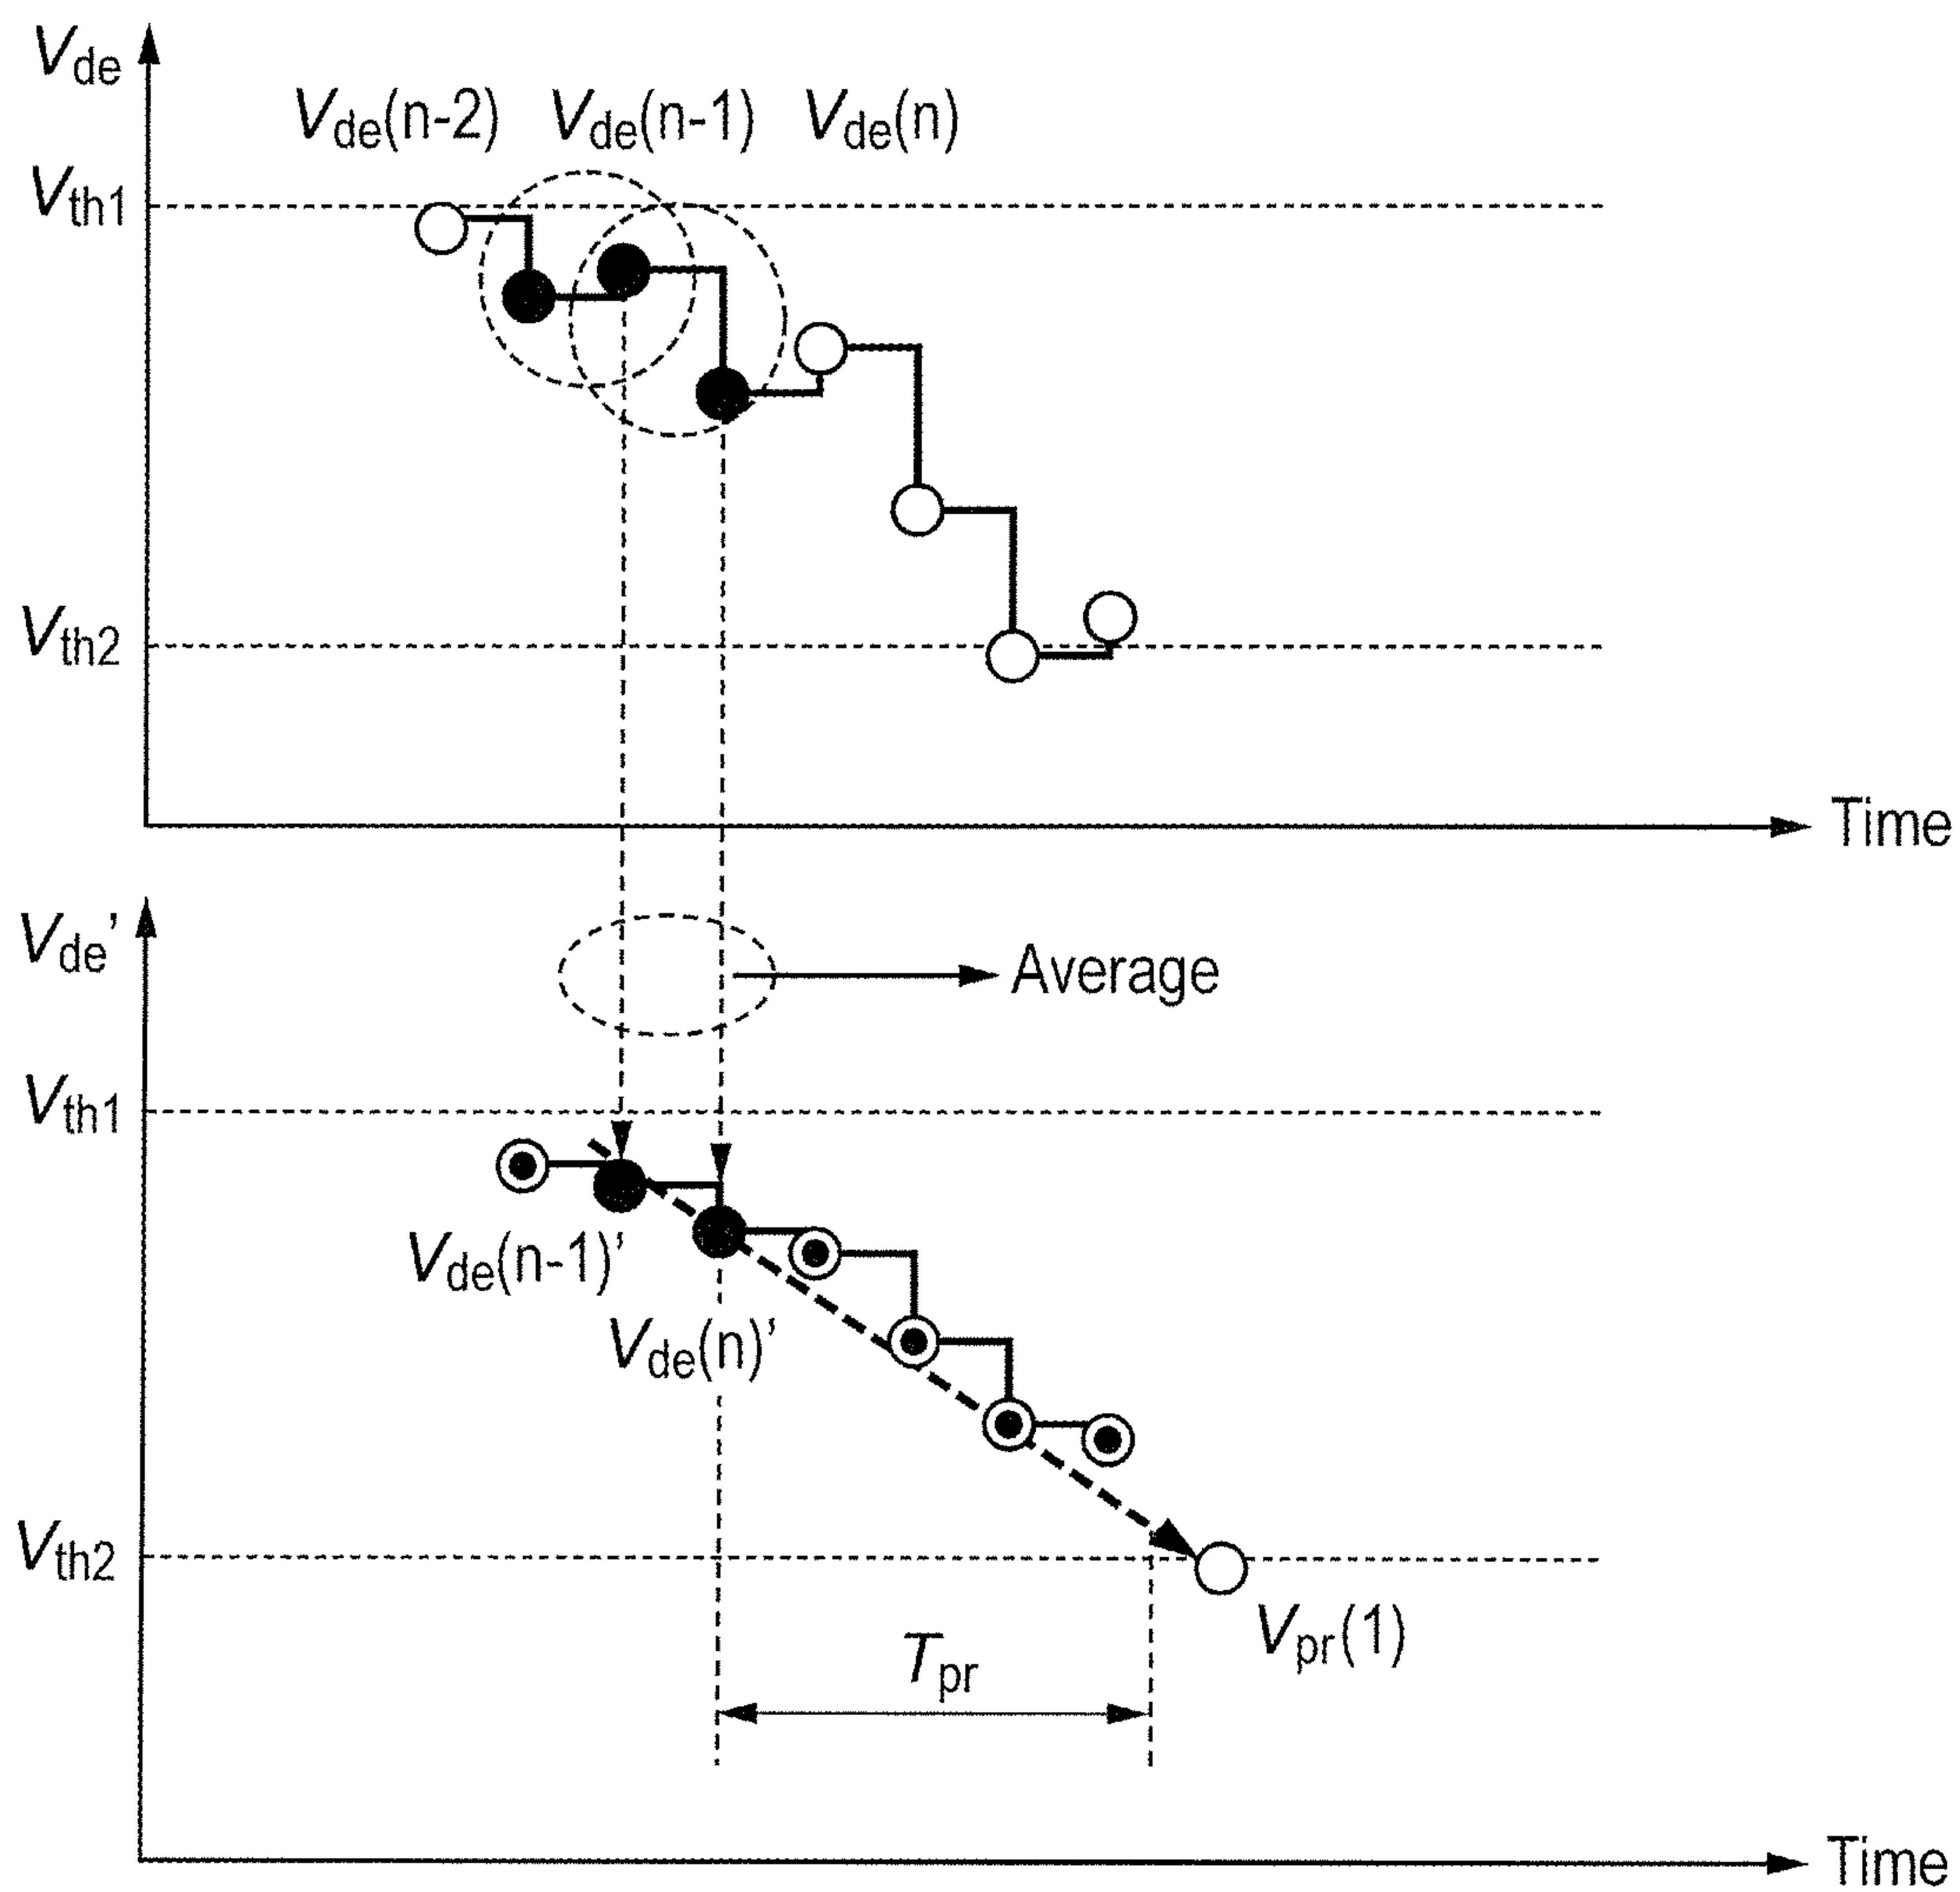 Vde
Vde(n-2) Vde(n-1) Vde(n)
Vth1
Vth2
Time
Vde'
Average
Vth1
Vde(n-1)'
Vde(n)'
Vth2
Vpr(1)
Tpr
Time